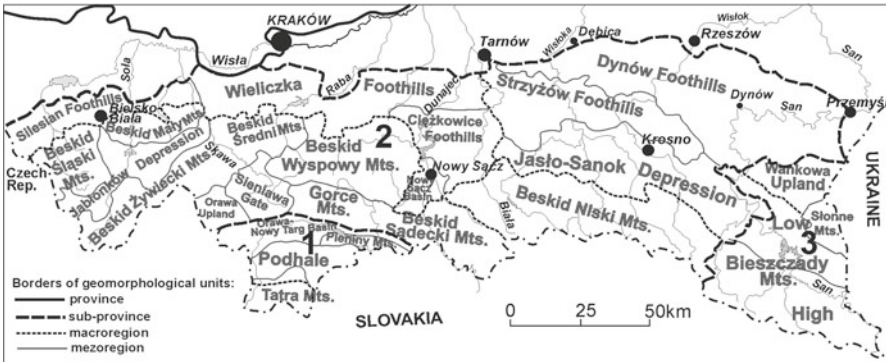 KRAKÓW
Wisła
Soła
Raba
Dunajec
Tarnów
Wisłoka
Dębica
Wisłok
Rzeszów
San
Silesian Foothills
Bielsko-
Biala
Wieliczka
Foothills
Strzyżów Foothills
Dynów Foothills
Dynów
San
Przemyśl
Beskid Mały Mts.
Beskid
Śląski
Mts.
Jabłonków
Depression
Beskid Żywiecki Mts.
Skawa
Beskid
Średni Mts.
2
Beskid
Wyspowy Mts.
Ciężkowice
Foothills
Nowy Sącz
Nowy
Sącz
Basin
Jasło-Sanok
Depression
Krosno
Czech
Rep.
UKRAINE
Wańkowa
Upland
Sieniawa
Gate
Orawa
Upland
Gorce
Mts.
Orawa-
Nowy Targ Basin
Pieniny Mts.
1
Podhale
Tatra Mts.
Beskid
Sądecki Mts.
Biala
Beskid Niski Mts.
Low
Słonne
Mts.
3
Bieszczady
Mts.
San
High
SLOVAKIA
0 25 50km
Borders of geomorphological units:
province
sub-province
macroregion
mezoregion